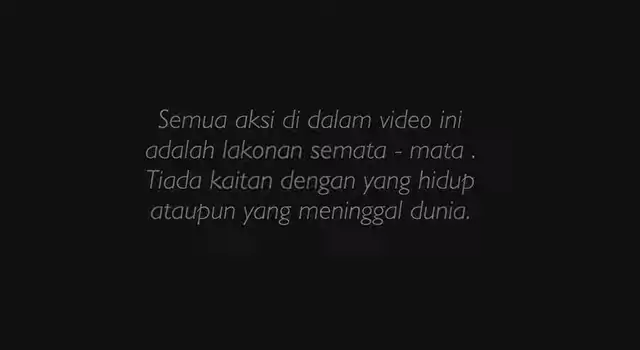 Semua aksi di dalam video ini
adalah lakonan semata - mata .
Tiada kaitan dengan yang hidup
ataupun yang meninggal dunia.